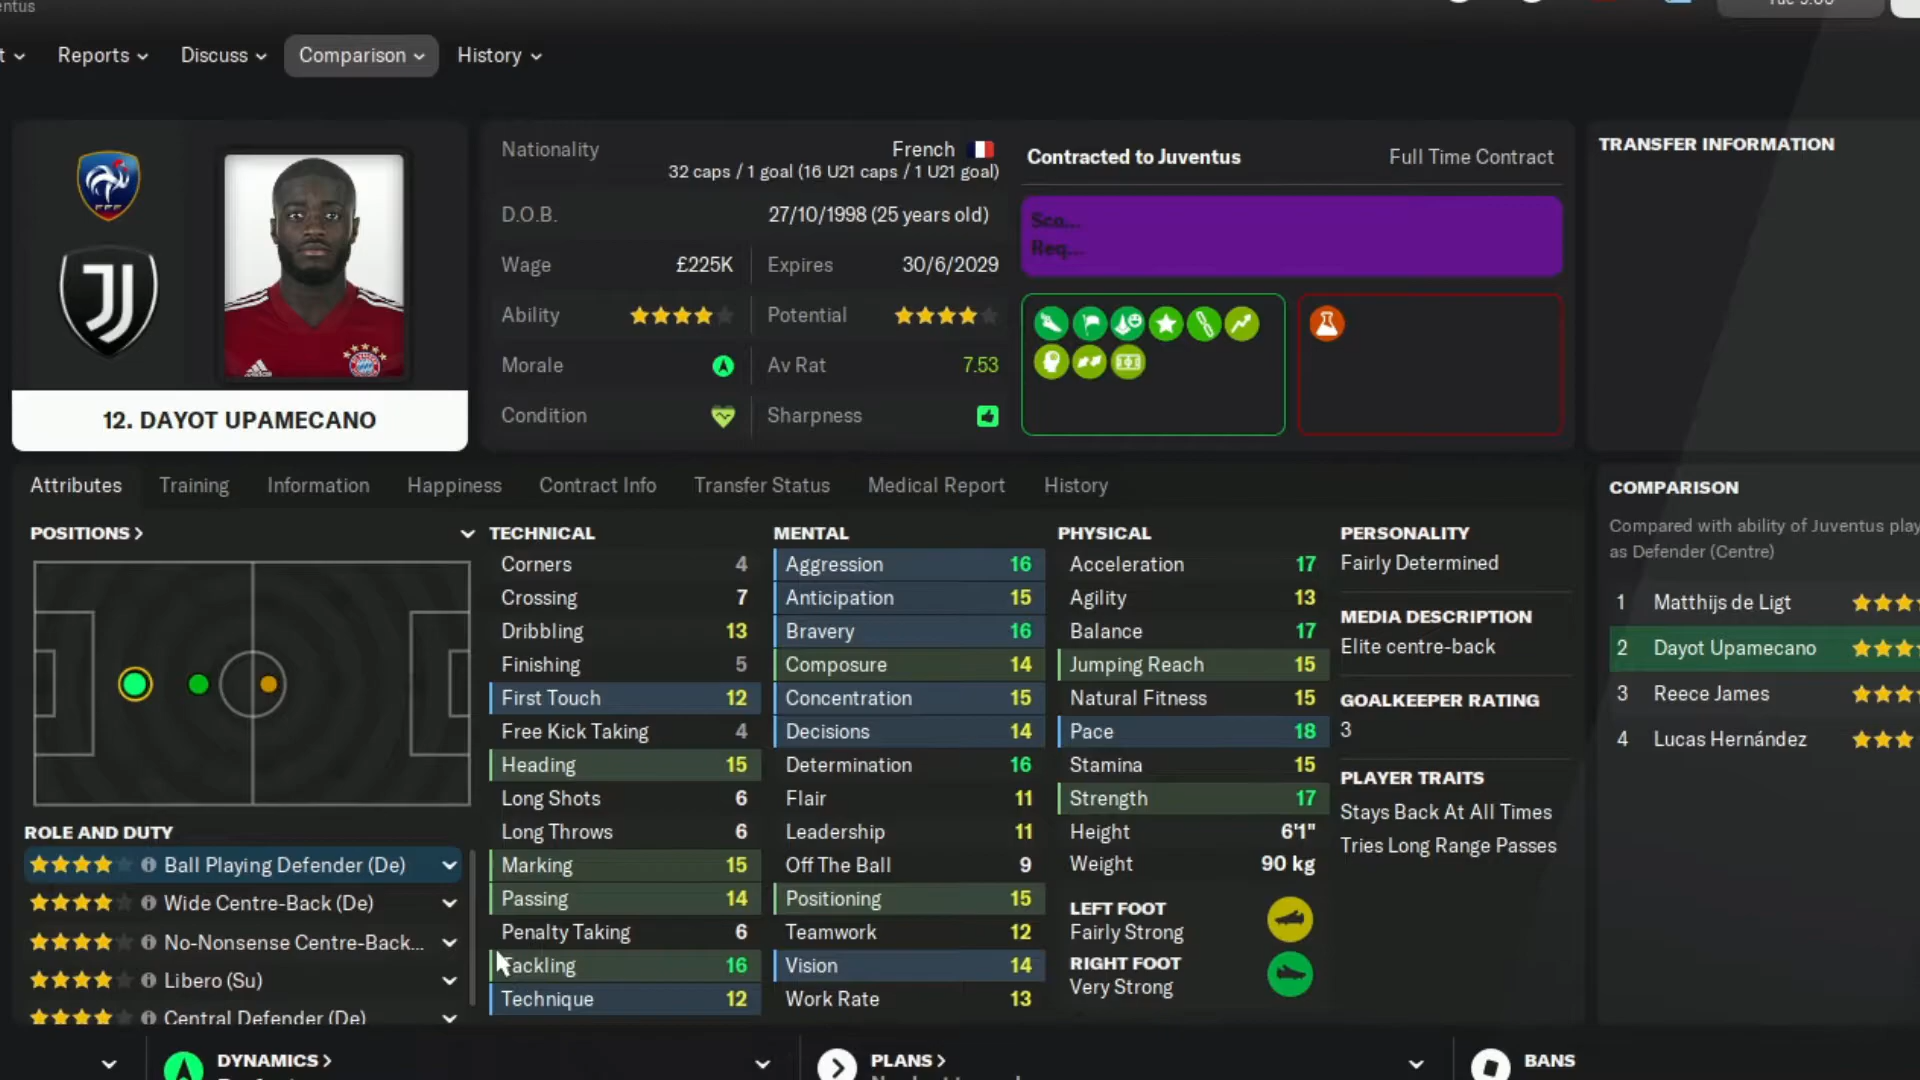 entus
Reports
Discuss
Comparison
History
Nationality
French
32 caps / 1 goal (16 U21 caps / 1 U21 goal)
D.O.B.
27/10/1998 (25 years old)
Wage
£225K
Expires
30/6/2029
Ability
Potential
Morale
Av Rat
7.53
Condition
Sharpness
12. DAYOT UPAMECANO
Contracted to Juventus
Full Time Contract
Sco...
Req...
TRANSFER INFORMATION
Attributes
Training
Information
Happiness
Contract Info
Transfer Status
Medical Report
History
POSITIONS >
ROLE AND DUTY
Ball Playing Defender (De)
Wide Centre-Back (De)
No-Nonsense Centre-Back...
Libero (Su)
Central Defender (De)
TECHNICAL
Corners 4
Crossing 7
Dribbling 13
Finishing 5
First Touch 12
Free Kick Taking 4
Heading 15
Long Shots 6
Long Throws 6
Marking 15
Passing 14
Penalty Taking 6
Tackling 16
Technique 12
MENTAL
Aggression 16
Anticipation 15
Bravery 16
Composure 14
Concentration 15
Decisions 14
Determination 16
Flair 11
Leadership 11
Off The Ball 9
Positioning 15
Teamwork 12
Vision 14
Work Rate 13
PHYSICAL
Acceleration 17
Agility 13
Balance 17
Jumping Reach 15
Natural Fitness 15
Pace 18
Stamina 15
Strength 17
Height 6'1"
Weight 90 kg
LEFT FOOT
Fairly Strong
RIGHT FOOT
Very Strong
PERSONALITY
Fairly Determined
MEDIA DESCRIPTION
Elite centre-back
GOALKEEPER RATING
3
PLAYER TRAITS
Stays Back At All Times
Tries Long Range Passes
COMPARISON
Compared with ability of Juventus play
as Defender (Centre)
1 Matthijs de Ligt
2 Dayot Upamecano
3 Reece James
4 Lucas Hernández
DYNAMICS >
PLANS >
BANS